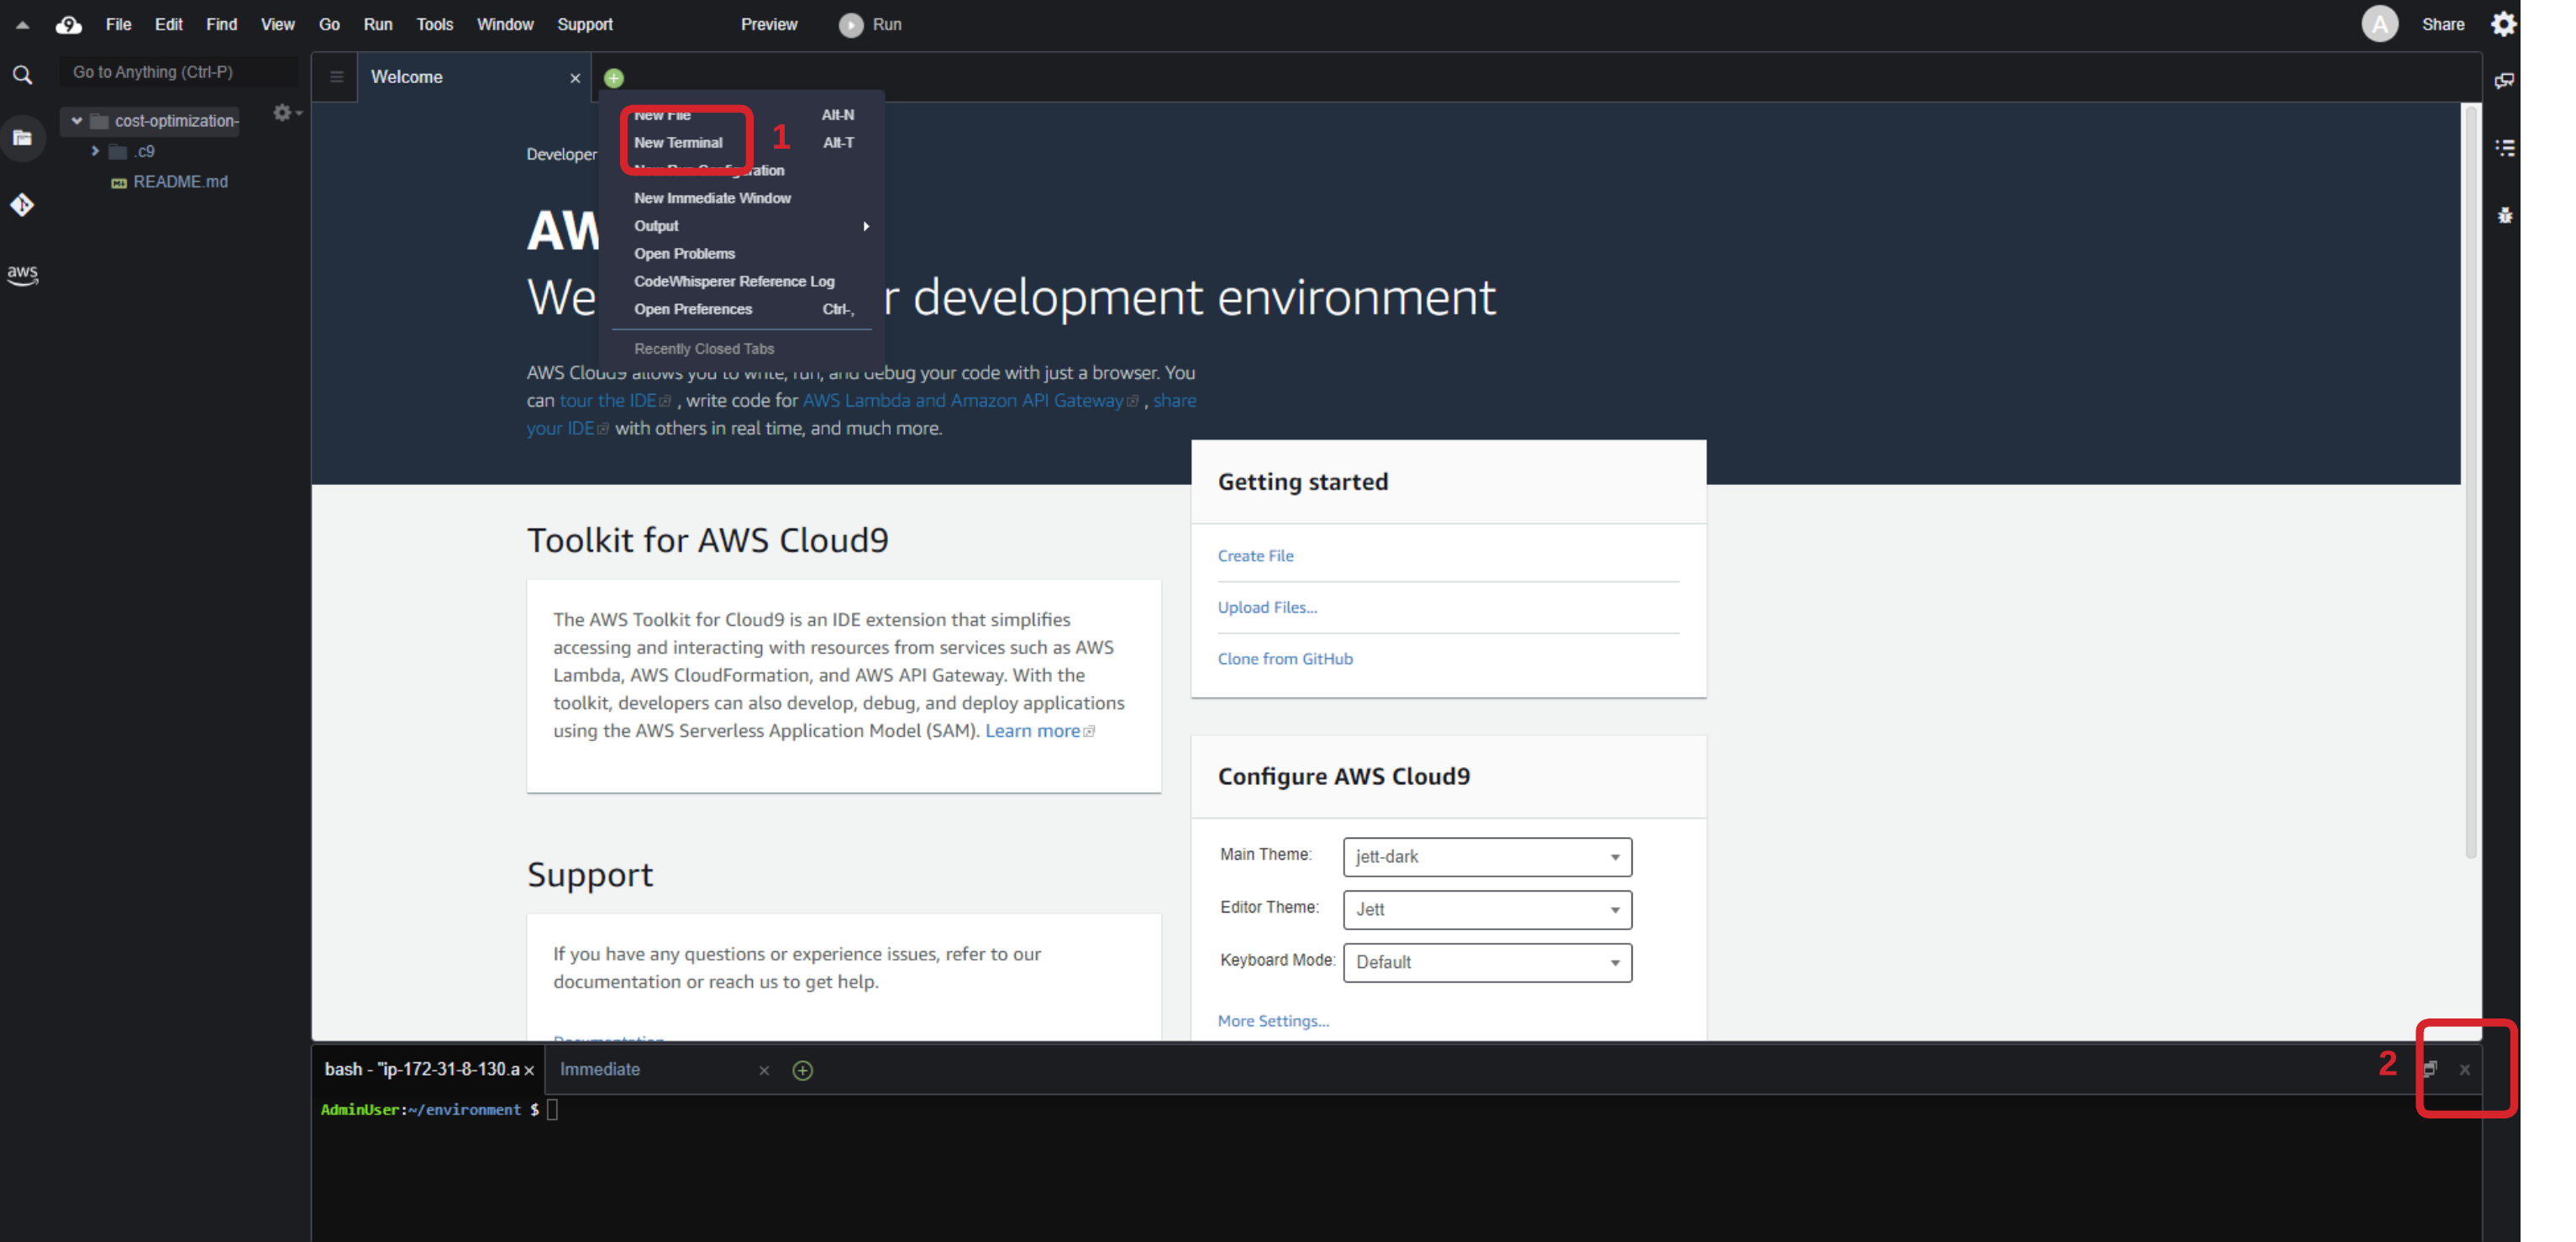 File Edit Find View Go Run Tools Window Support Preview Run A Share
Go to Anything (Ctrl-P)
Welcome
cost-optimization-
.c9
README.md
aws
New File Alt-N
New Terminal 1 Alt-T
New Run Configuration
New Immediate Window
Output
Open Problems
CodeWhisperer Reference Log
Open Preferences Ctrl-,
Recently Closed Tabs
Developer
AW
We r development environment
AWS Cloud9 allows you to write, run, and debug your code with just a browser. You
can tour the IDE , write code for AWS Lambda and Amazon API Gateway , share
your IDE with others in real time, and much more.
Toolkit for AWS Cloud9
The AWS Toolkit for Cloud9 is an IDE extension that simplifies
accessing and interacting with resources from services such as AWS
Lambda, AWS CloudFormation, and AWS API Gateway. With the
toolkit, developers can also develop, debug, and deploy applications
using the AWS Serverless Application Model (SAM). Learn more
Support
If you have any questions or experience issues, refer to our
documentation or reach us to get help.
Documentation
Getting started
Create File
Upload Files...
Clone from GitHub
Configure AWS Cloud9
Main Theme: jett-dark
Editor Theme: Jett
Keyboard Mode: Default
More Settings...
bash - "ip-172-31-8-130.a Immediate 2
AdminUser:~/environment $